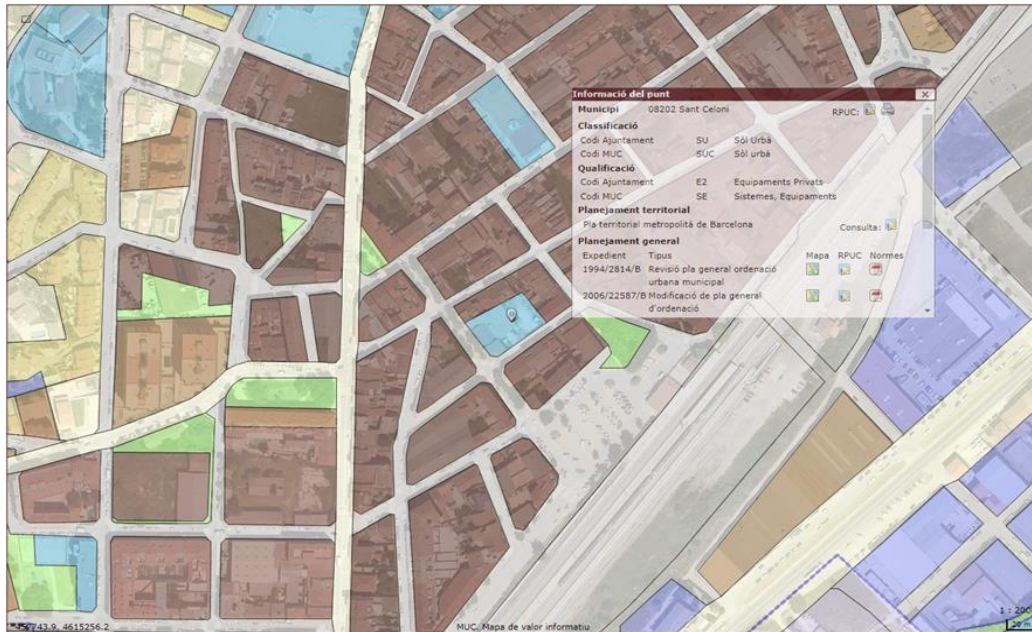 Informació del punt
Municipi 08202 Sant Celoni RPUC:
Classificació
Codi Ajuntament SU Sòl Urbà
Codi MUC SUC Sòl urbà
Qualificació
Codi Ajuntament E2 Equipaments Privats
Codi MUC SE Sistemes, Equipaments
Planejament territorial
Pla territorial metropolità de Barcelona Consulta:
Planejament general
Expedient Tipus Mapa RPUC Normes
1994/2814/B Revisió pla general ordenació
urbana municipal
2006/22587/B Modificació de pla general
d'ordenació
4615256.2 MUC. Mapa de valor informatiu